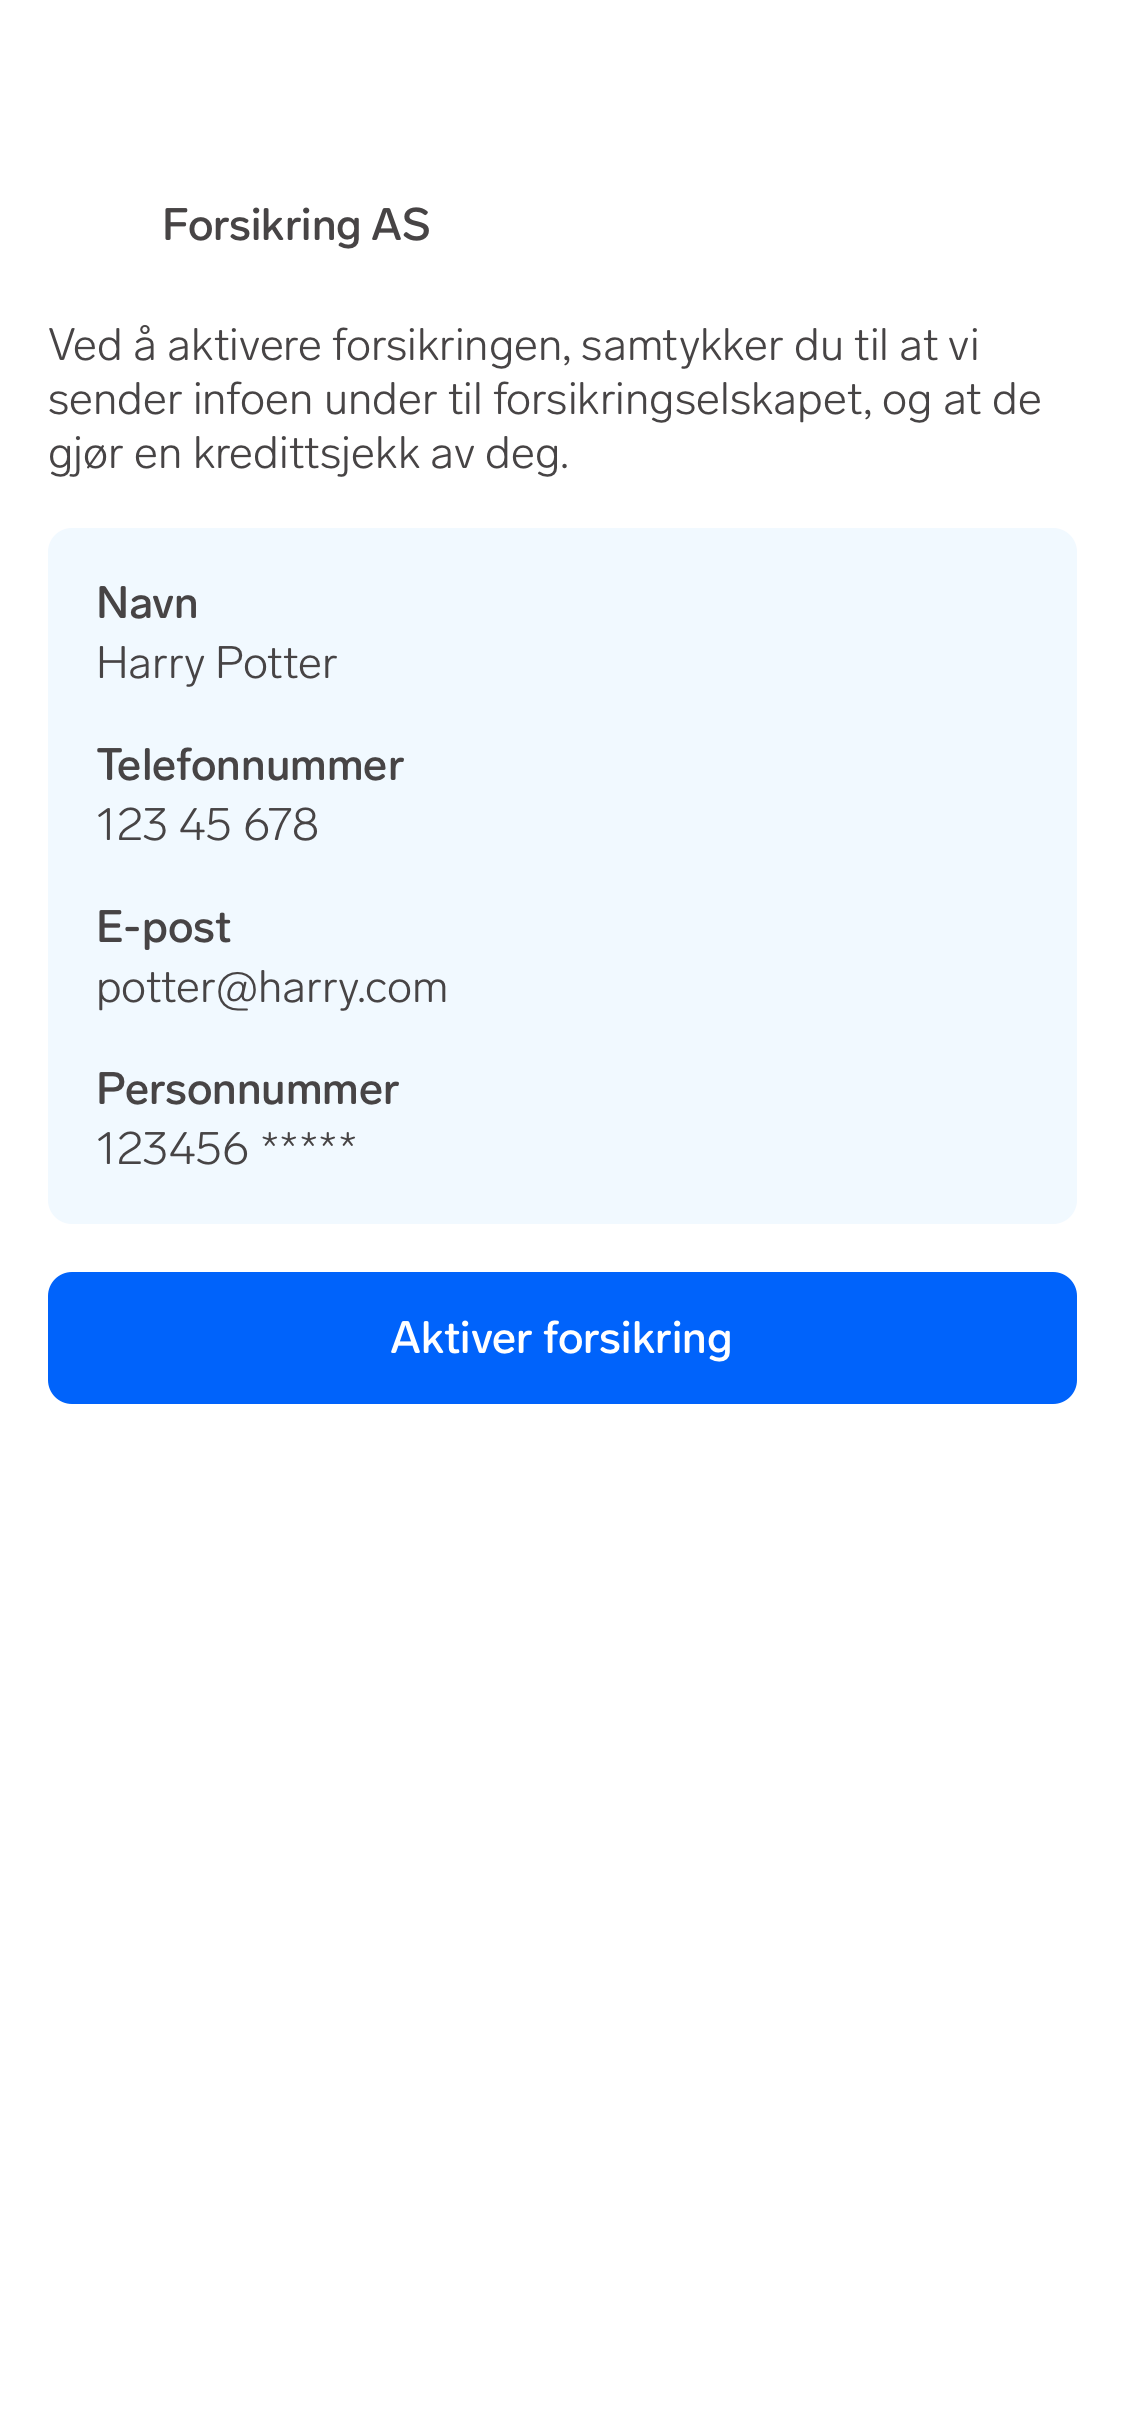 Forsikring AS
Ved å aktivere forsikringen, samtykker du til at vi
sender infoen under til forsikringselskapet, og at de
gjør en kredittsjekk av deg.
Navn
Harry Potter
Telefonnummer
123 45 678
E-post
potter@harry.com
Personnummer
123456 *****
Aktiver forsikring